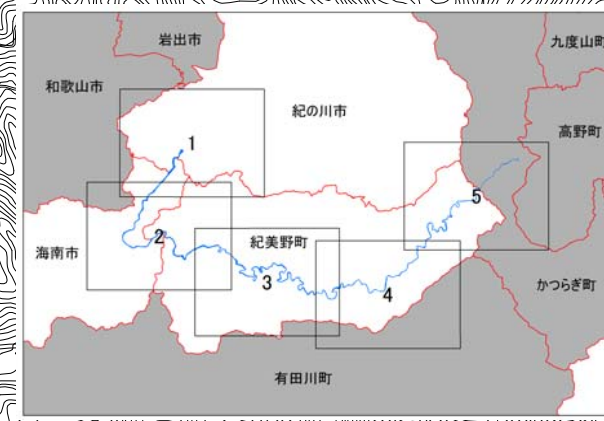 岩出市
九度山町
和歌山市
紀の川市
高野町
1
5
海南市
2
紀美野町
3
4
かつらぎ町
有田川町